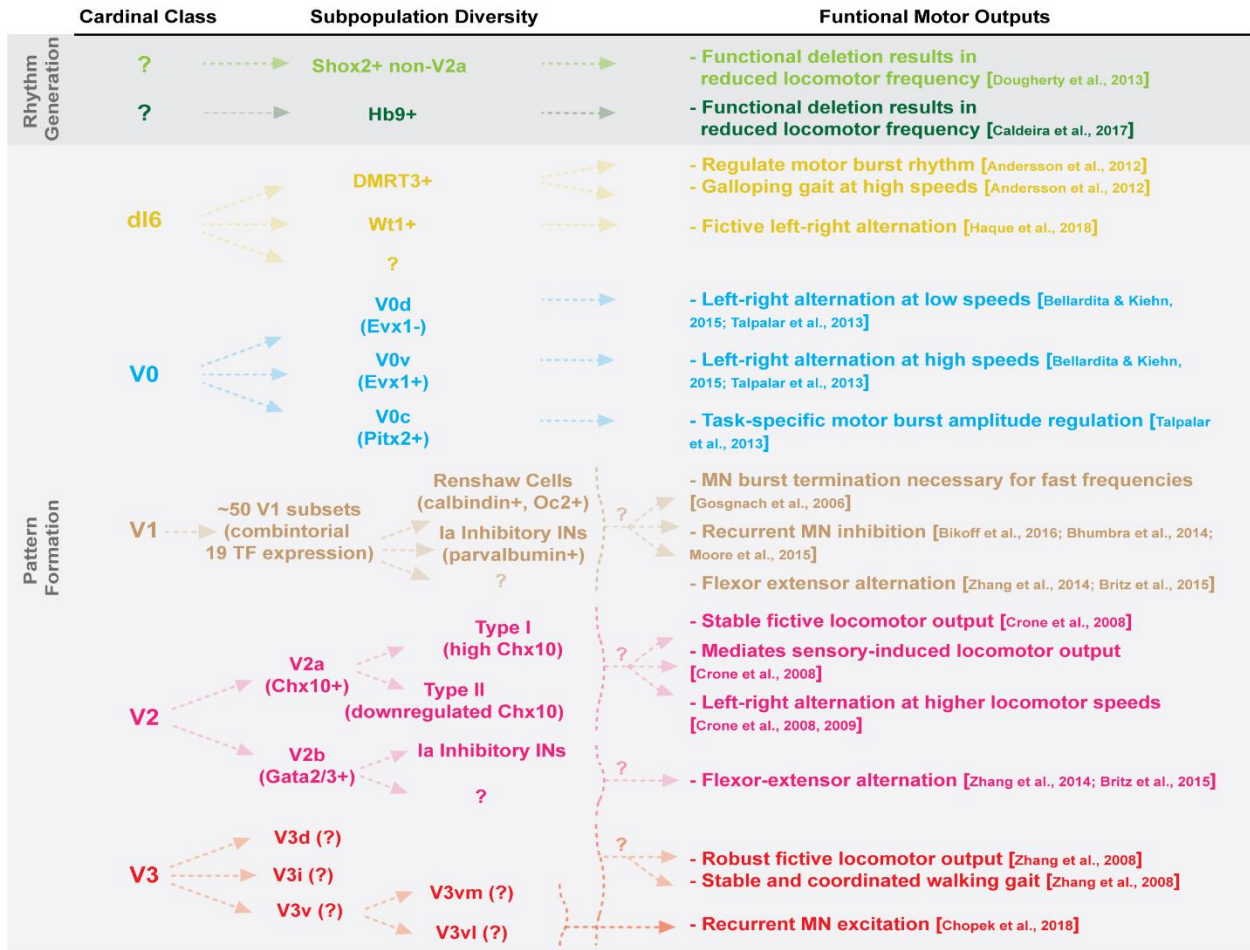 Cardinal Class
Subpopulation Diversity
Funtional Motor Outputs
Rhythm
Generation
?
Shox2+ non-V2a
- Functional deletion results in
reduced locomotor frequency [Dougherty et al., 2013]
?
Hb9+
- Functional deletion results in
reduced locomotor frequency [Caldeira et al., 2017]
Pattern
Formation
dI6
DMRT3+
- Regulate motor burst rhythm [Andersson et al., 2012]
- Galloping gait at high speeds [Andersson et al., 2012]
Wt1+
- Fictive left-right alternation [Haque et al., 2018]
?
V0
V0d
(Evx1-)
- Left-right alternation at low speeds [Bellardita & Kiehn,
2015; Talpalar et al., 2013]
V0v
(Evx1+)
- Left-right alternation at high speeds [Bellardita & Kiehn,
2015; Talpalar et al., 2013]
V0c
(Pitx2+)
- Task-specific motor burst amplitude regulation [Talpalar
et al., 2013]
V1
~50 V1 subsets
(combintorial
19 TF expression)
Renshaw Cells
(calbindin+, Oc2+)
Ia Inhibitory INs
(parvalbumin+)
?
?
- MN burst termination necessary for fast frequencies
[Gosgnach et al., 2006]
- Recurrent MN inhibition [Bikoff et al., 2016; Bhumbra et al., 2014;
Moore et al., 2015]
- Flexor extensor alternation [Zhang et al., 2014; Britz et al., 2015]
V2
V2a
(Chx10+)
Type I
(high Chx10)
Type II
(downregulated Chx10)
?
- Stable fictive locomotor output [Crone et al., 2008]
- Mediates sensory-induced locomotor output
[Crone et al., 2008]
- Left-right alternation at higher locomotor speeds
[Crone et al., 2008, 2009]
V2b
(Gata2/3+)
Ia Inhibitory INs
?
?
- Flexor-extensor alternation [Zhang et al., 2014; Britz et al., 2015]
V3
V3d (?)
V3i (?)
V3v (?)
V3vm (?)
V3vl (?)
?
- Robust fictive locomotor output [Zhang et al., 2008]
- Stable and coordinated walking gait [Zhang et al., 2008]
- Recurrent MN excitation [Chopek et al., 2018]